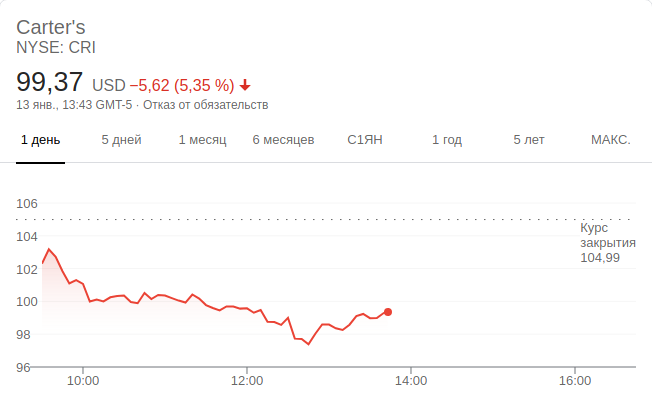 Carter's
NYSE: CRI
99,37 USD −5,62 (5,35 %)
13 янв., 13:43 GMT-5 · Отказ от обязательств
1 день 5 дней 1 месяц 6 месяцев С1ЯН 1 год 5 лет МАКС.
106
Курс
закрытия
104,99
104
102
100
98
96
10:00 12:00 14:00 16:00